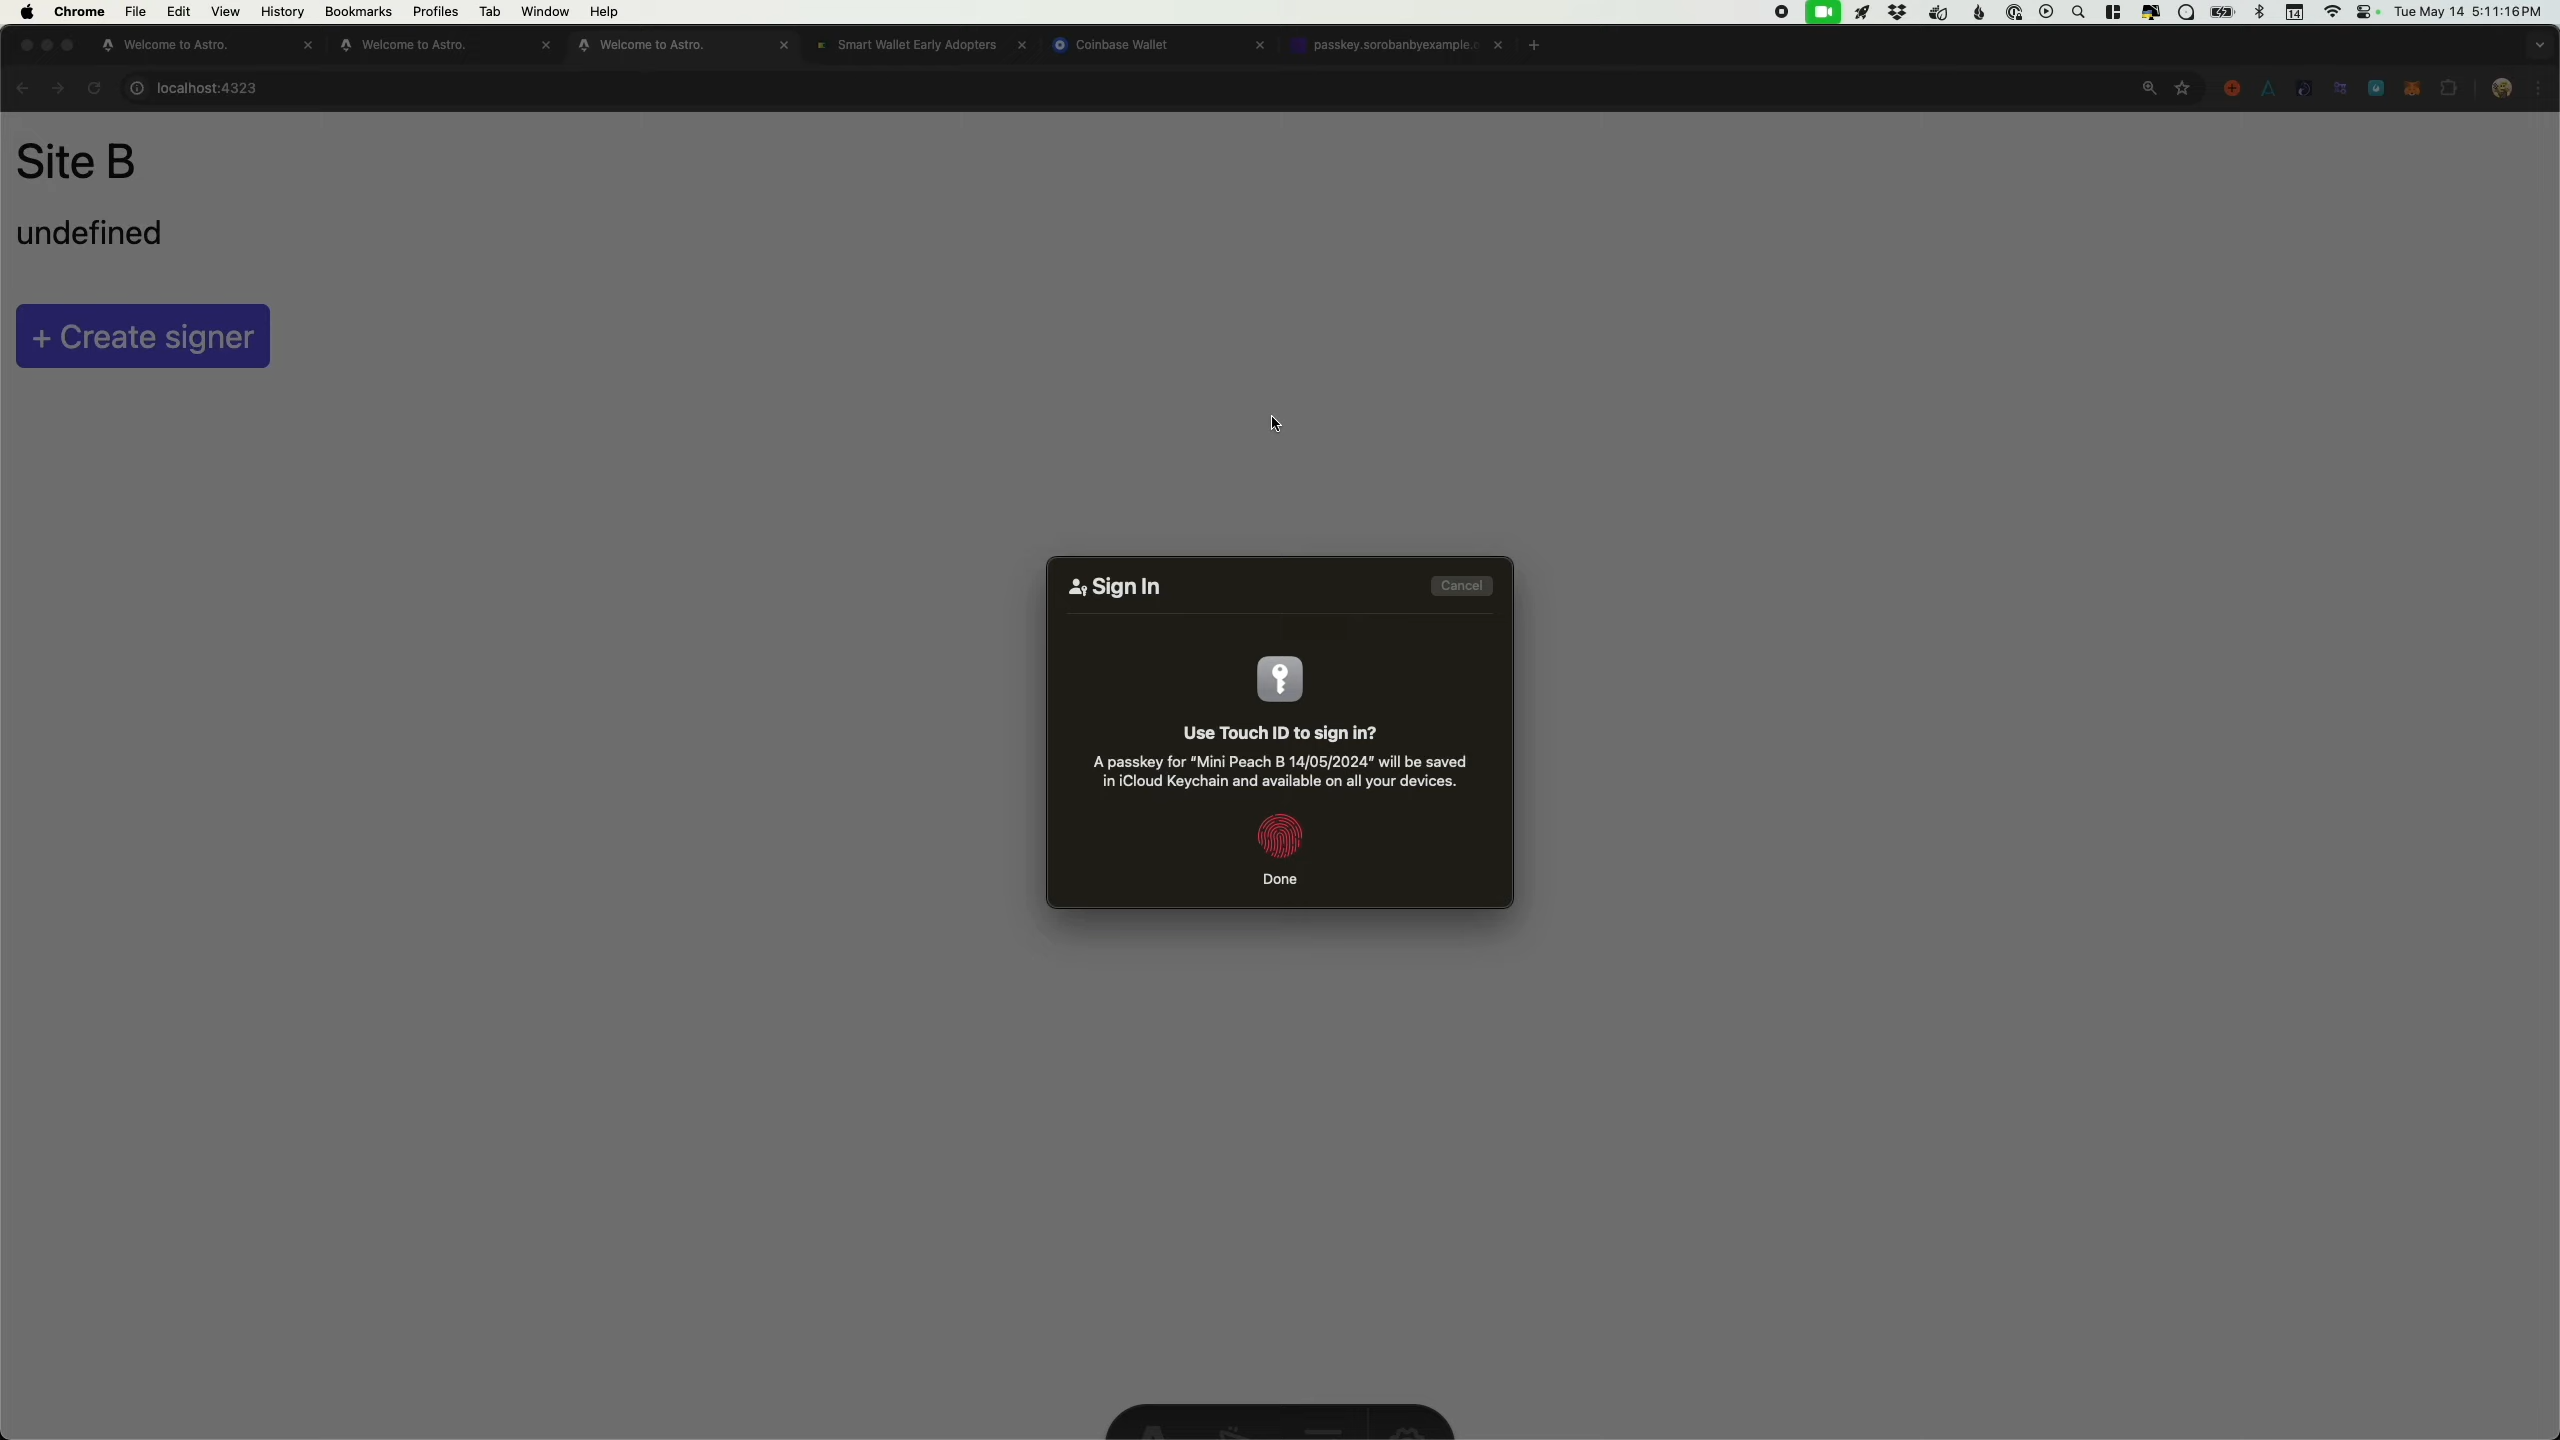 Chrome File Edit View History Bookmarks Profiles Tab Window Help 14 Tue May 14 5:11:16 PM
Welcome to Astro. Welcome to Astro. Welcome to Astro. Smart Wallet Early Adopters Coinbase Wallet passkey.sorobanbyexample.
localhost:4323
Site B
undefined
+ Create signer
Sign In Cancel
Use Touch ID to sign in?
A passkey for “Mini Peach B 14/05/2024” will be saved
in iCloud Keychain and available on all your devices.
Done